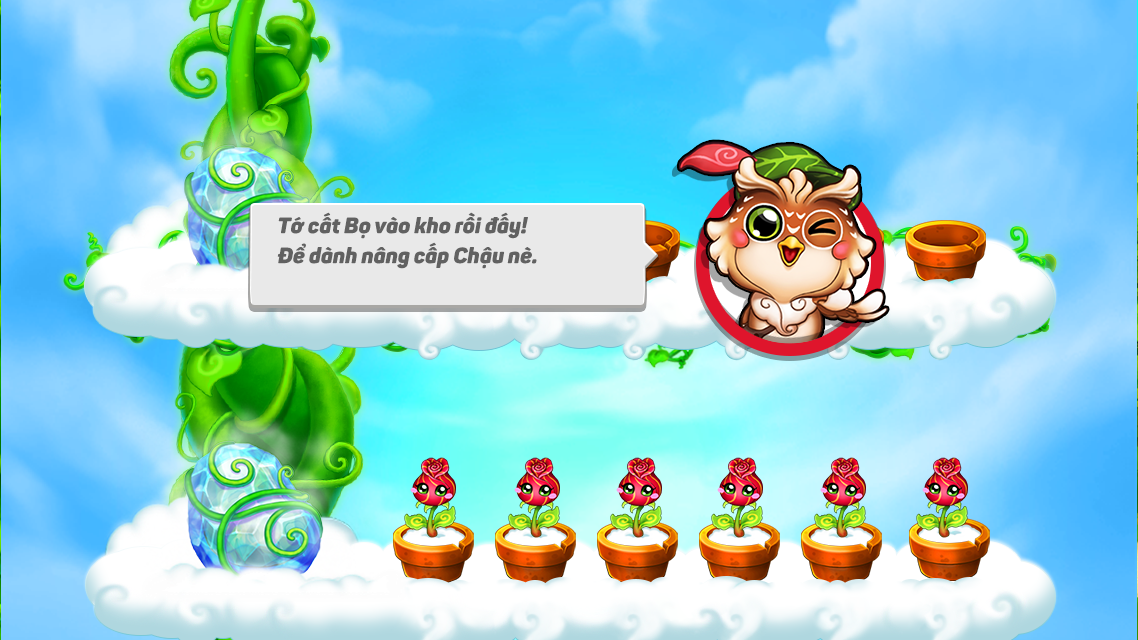 Tớ cất Bọ vào kho rồi đấy!
Để dành nâng cấp Chậu nè.